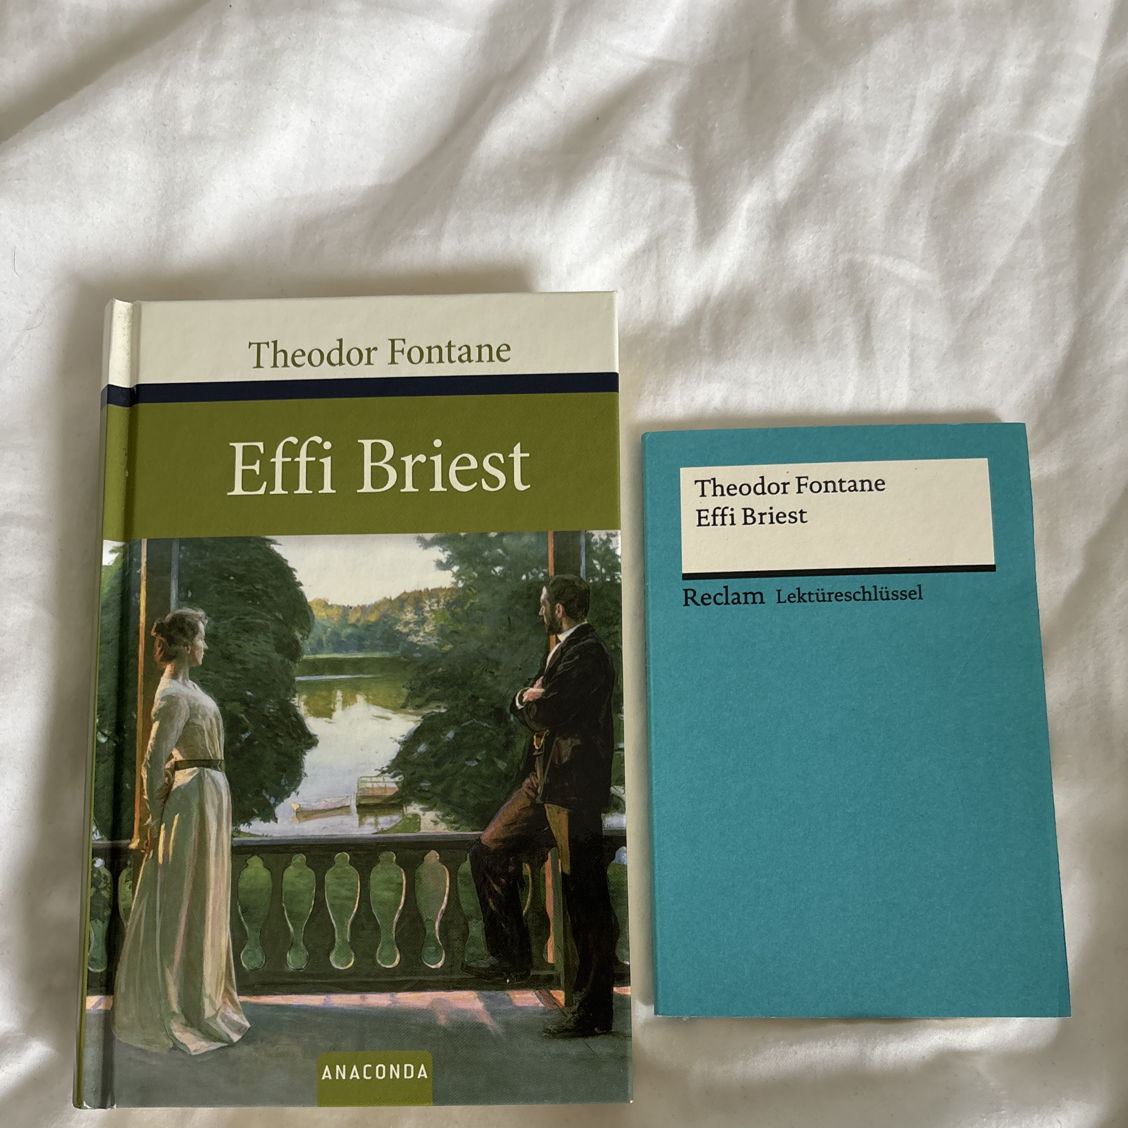 Theodor Fontane
Effi Briest
ANACONDA
Theodor Fontane
Effi Briest
Reclam Lektüreschlüssel